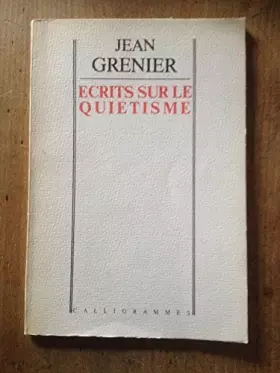 JEAN
GRENIER
ECRITS SUR LE
QUIETISME
CALLIGRAMMES